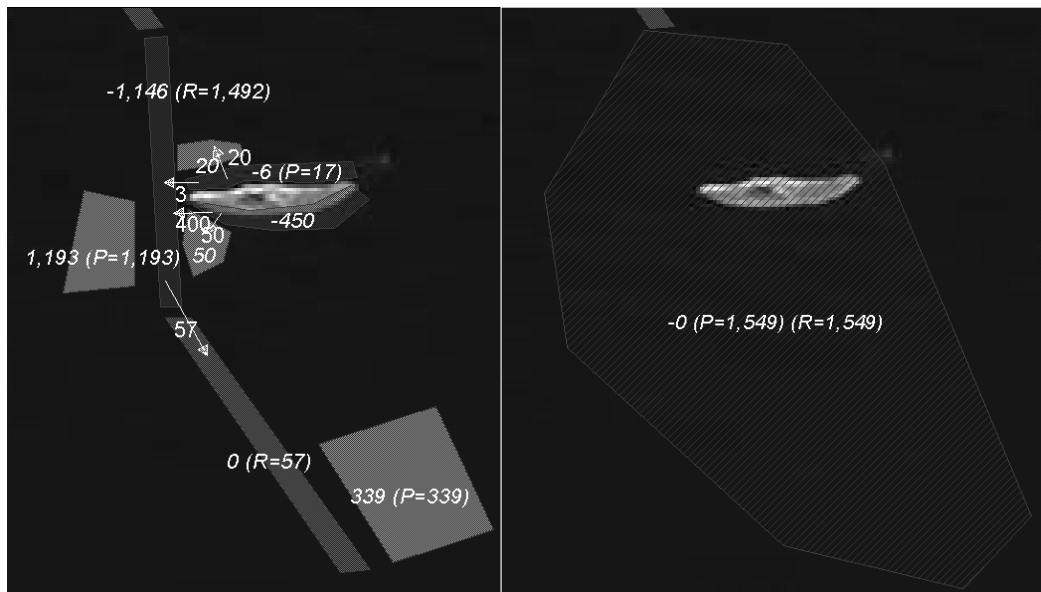 -1,146 (R=1,492)
20
20
-6 (P=17)
3
400
-450
50
50
1,193 (P=1,193)
57
0 (R=57)
339 (P=339)
-0 (P=1,549) (R=1,549)